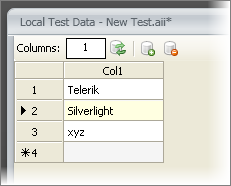 Local Test Data - New Test.aii*
Columns: 1
Col1
1 Telerik
2 Silverlight
3 xyz
*4